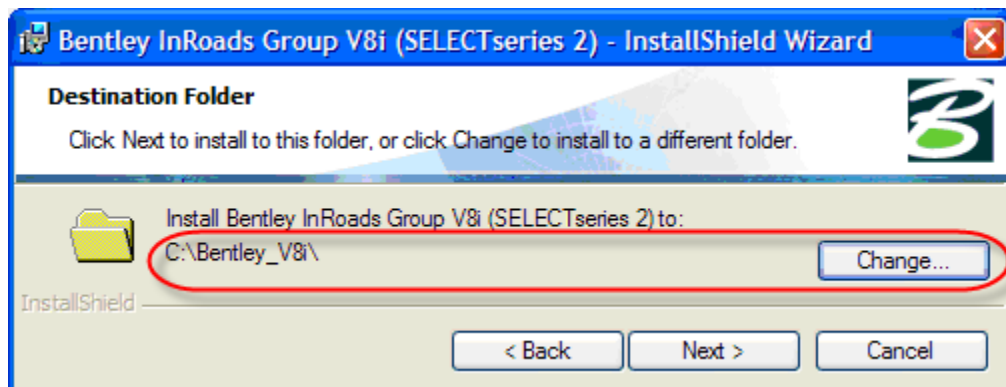 Bentley InRoads Group V8i (SELECTseries 2) - InstallShield Wizard
Destination Folder
Click Next to install to this folder, or click Change to install to a different folder.
Install Bentley InRoads Group V8i (SELECTseries 2) to:
C:\Bentley_V8i\
Change...
InstallShield
< Back
Next >
Cancel